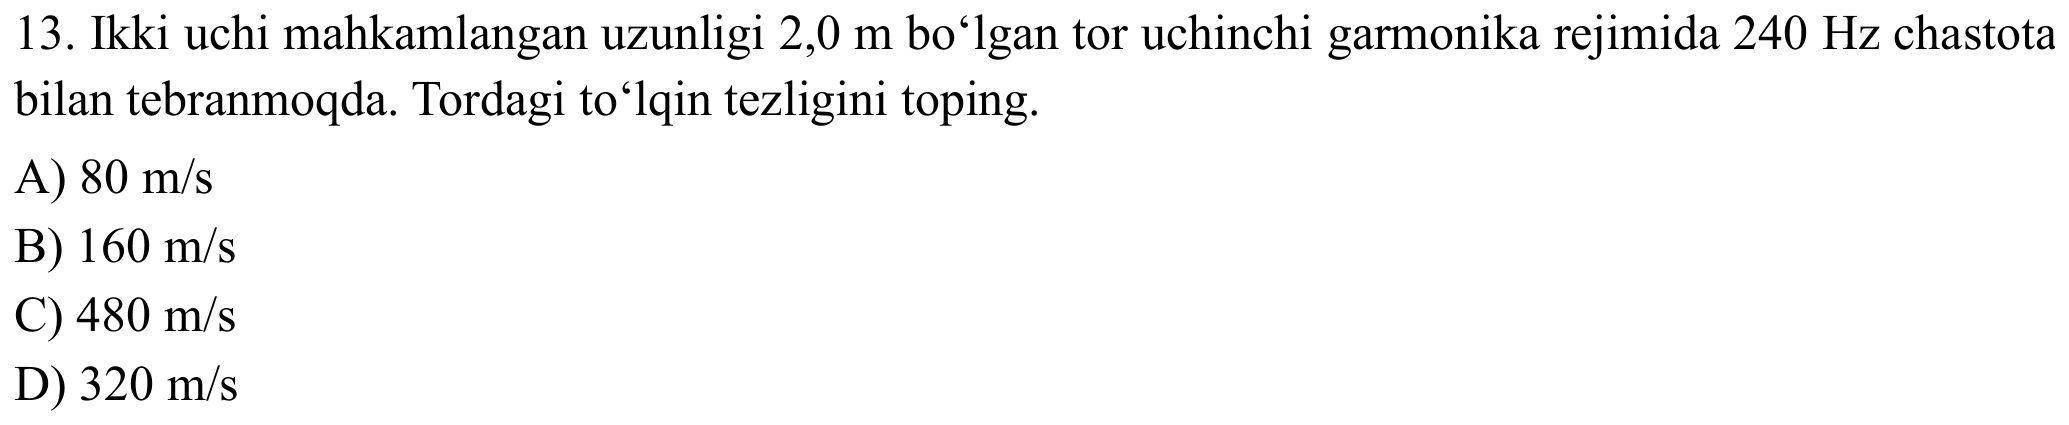 13. Ikki uchi mahkamlangan uzunligi 2,0 m bo‘lgan tor uchinchi garmonika rejimida 240 Hz chastota
bilan tebranmoqda. Tordagi to‘lqin tezligini toping.
A) 80 m/s
B) 160 m/s
C) 480 m/s
D) 320 m/s